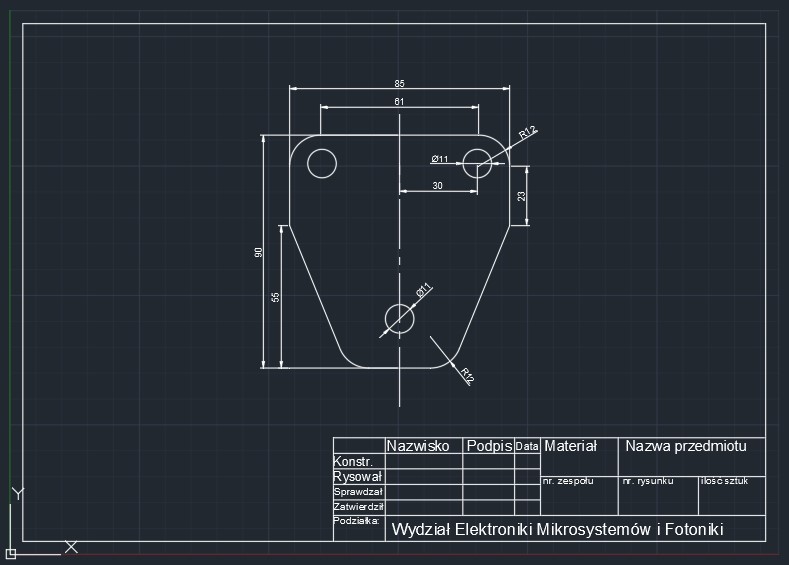 85
61
R12
Ø11
30
23
90
55
Ø11
R12
Nazwisko Podpis Data Materiał Nazwa przedmiotu
Konstr.
Rysował
nr. zespołu nr. rysunku ilość sztuk
Sprawdzał
Zatwierdził
Podziałka:
Wydział Elektroniki Mikrosystemów i Fotoniki
Y
X